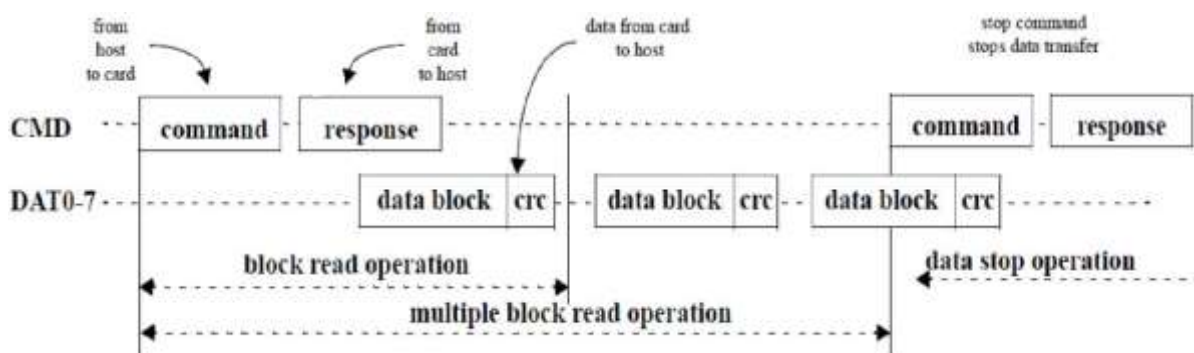 from
host
to card
from
card
to host
data from card
to host
stop command
stops data transfer
CMD
command
response
command
response
DAT0-7
data block
crc
data block
crc
data block
crc
block read operation
data stop operation
multiple block read operation